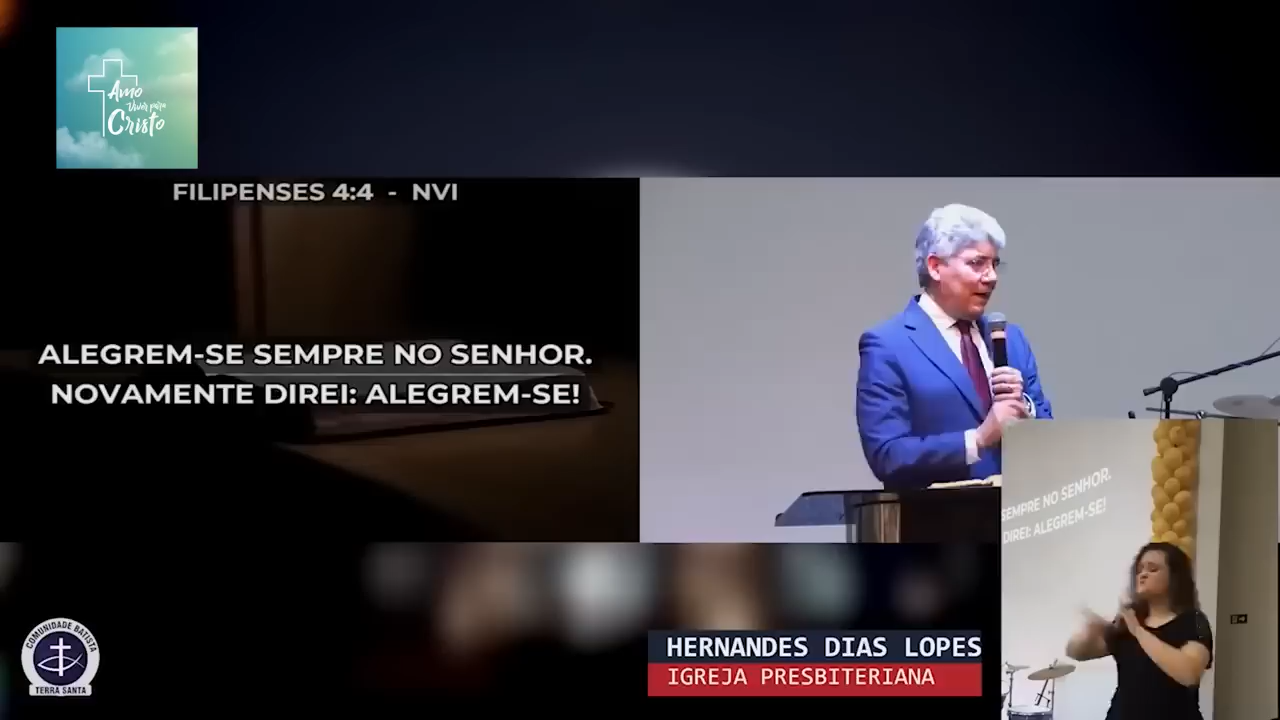 Amo
Viver para
Cristo
FILIPENSES 4:4 - NVI
ALEGREM-SE SEMPRE NO SENHOR.
NOVAMENTE DIREI: ALEGREM-SE!
SEMPRE NO SENHOR.
DIREI: ALEGREM-SE!
COMUNIDADE BATISTA
TERRA SANTA
HERNANDES DIAS LOPES
IGREJA PRESBITERIANA